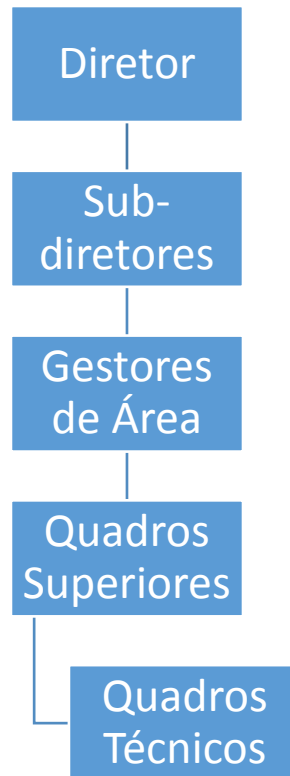 Diretor
Sub-
diretores
Gestores
de Área
Quadros
Superiores
Quadros
Técnicos